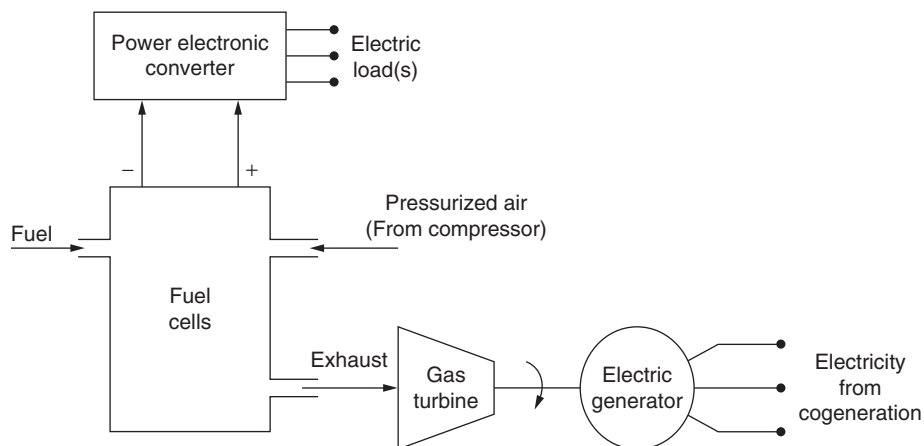 Power electronic
converter
Electric
load(s)
−
+
Pressurized air
(From compressor)
Fuel
Fuel
cells
Exhaust
Gas
turbine
Electric
generator
Electricity
from
cogeneration